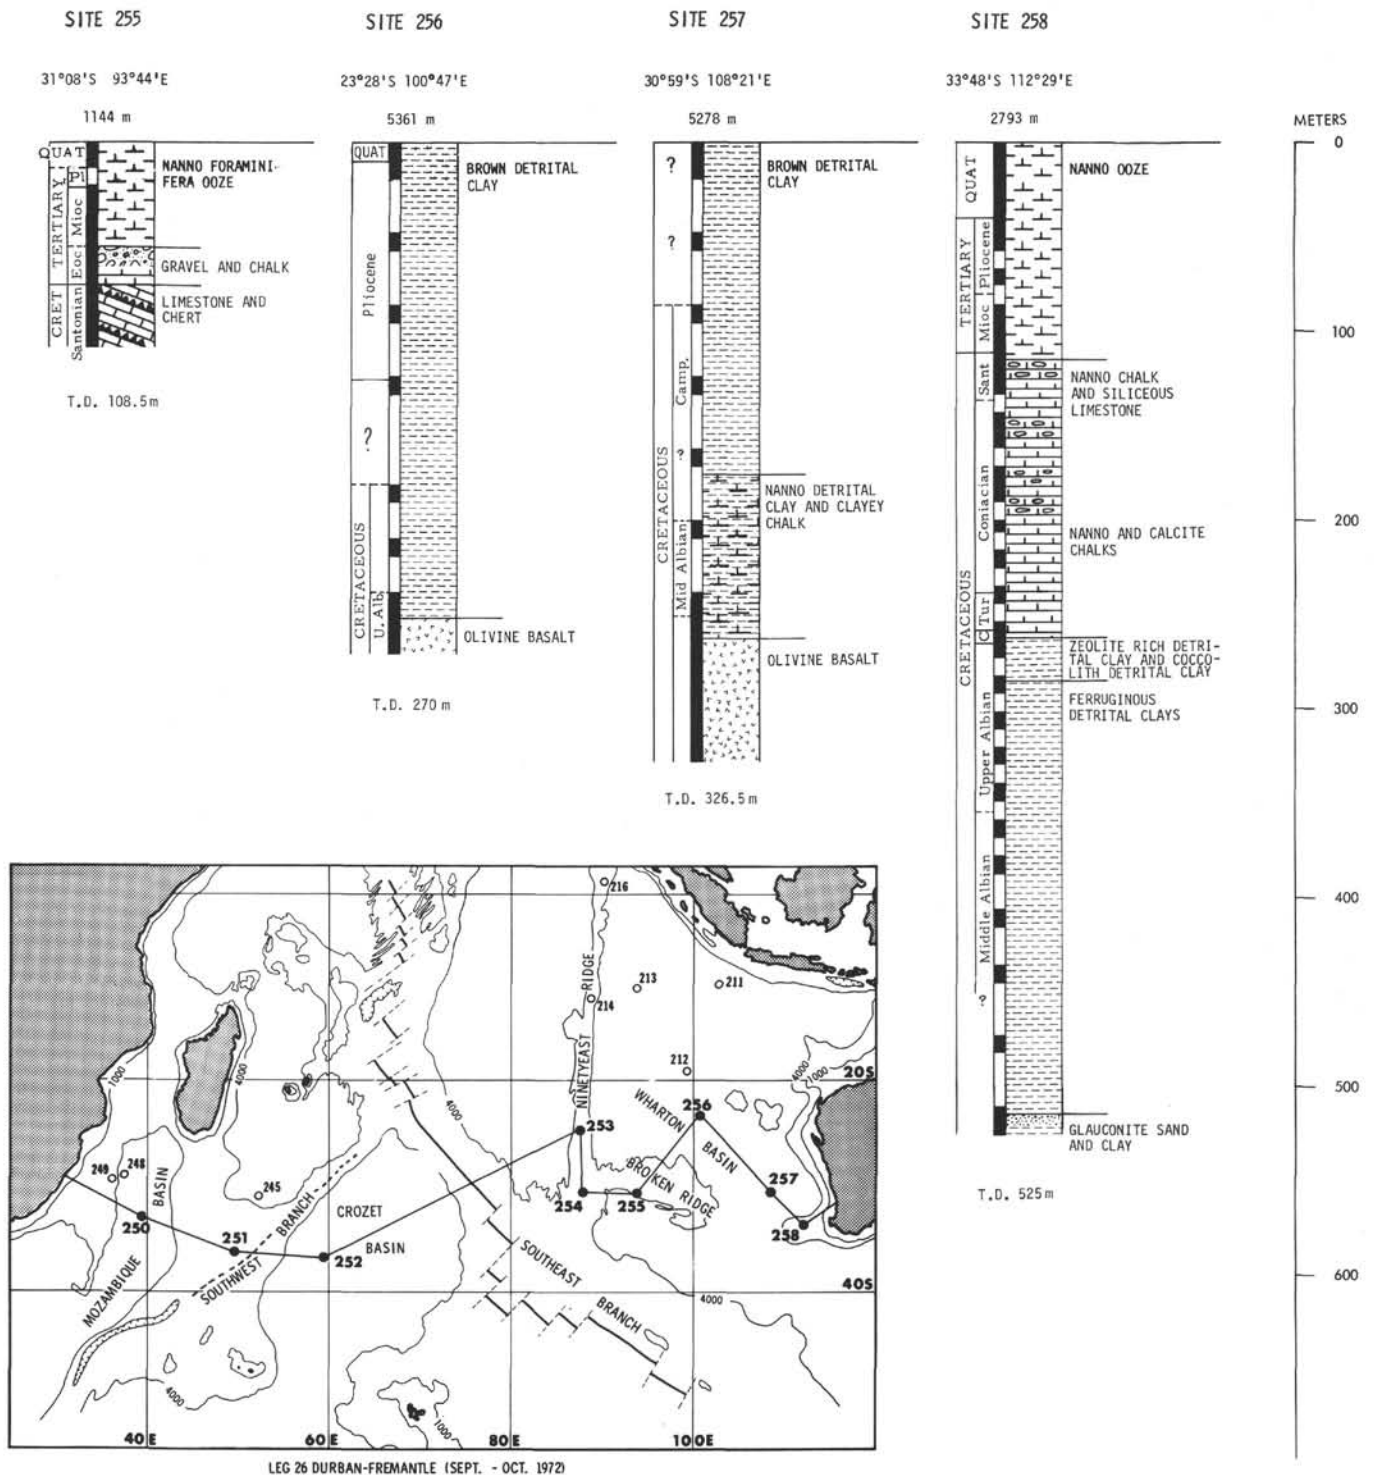 SITE 255
31°08'S 93°44'E
1144 m
QUAT
TERTIARY
Pl
Mioc
Eoc
CRET
Santonian
NANNO FORAMINI-
FERA OOZE
GRAVEL AND CHALK
LIMESTONE AND
CHERT
T.D. 108.5m
SITE 256
23°28'S 100°47'E
5361 m
QUAT
Pliocene
?
CRETACEOUS
U. Alb.
BROWN DETRITAL
CLAY
OLIVINE BASALT
T.D. 270 m
SITE 257
30°59'S 108°21'E
5278 m
?
?
CRETACEOUS
Camp.
?
Mid Albian
BROWN DETRITAL
CLAY
NANNO DETRITAL
CLAY AND CLAYEY
CHALK
OLIVINE BASALT
T.D. 326.5m
SITE 258
33°48'S 112°29'E
2793 m
QUAT
TERTIARY
Pliocene
Mioc
CRETACEOUS
Sant
Coniacian
Tur
C
Upper Albian
Middle Albian
?
NANNO OOZE
NANNO CHALK
AND SILICEOUS
LIMESTONE
NANNO AND CALCITE
CHALKS
ZEOLITE RICH DETRI-
TAL CLAY AND COCCO-
LITH DETRITAL CLAY
FERRUGINOUS
DETRITAL CLAYS
GLAUCONITE SAND
AND CLAY
T.D. 525m
METERS
0
100
200
300
400
500
600
216
213
211
214
212
NINETYEAST RIDGE
1000
4000
4000
4000
1000
20S
256
WHARTON
BASIN
253
257
249
248
245
BROKEN RIDGE
254
255
258
250
251
252
MOZAMBIQUE
BASIN
SOUTHWEST
BRANCH
CROZET
BASIN
SOUTHEAST
BRANCH
40S
4000
4000
1000
40E
60E
80E
100E
LEG 26 DURBAN-FREMANTLE (SEPT. - OCT. 1972)